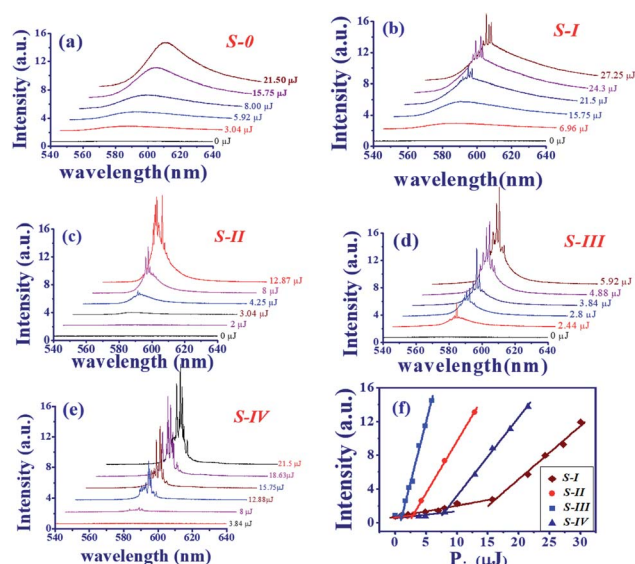 (a)
S-0
Intensity (a.u.)
16
12
8
4
0
21.50 µJ
15.75 µJ
8.00 µJ
5.92 µJ
3.04 µJ
0 µJ
540 560 580 600 620 640
wavelength(nm)
(b)
S-I
Intensity (a.u.)
16
12
8
4
0
27.25 µJ
24.3 µJ
21.5 µJ
15.75 µJ
6.96 µJ
0 µJ
540 560 580 600 620 640
wavelength(nm)
(c)
S-II
Intensity (a.u.)
16
12
8
4
0
12.87 µJ
8 µJ
4.25 µJ
3.04 µJ
2 µJ
0 µJ
540 560 580 600 620 640
wavelength(nm)
(d)
S-III
Intensity (a.u.)
16
12
8
4
0
5.92 µJ
4.88 µJ
3.84 µJ
2.8 µJ
2.44 µJ
0 µJ
540 560 580 600 620 640
wavelength(nm)
(e)
S-IV
Intensity (a.u.)
16
12
8
4
0
21.5 µJ
18.63µJ
15.75µJ
12.88µJ
8 µJ
3.84 µJ
540 560 580 600 620 640
wavelength(nm)
(f)
Intensity (a.u.)
16
12
8
4
0
S-I
S-II
S-III
S-IV
0 5 10 15 20 25 30
(µJ)